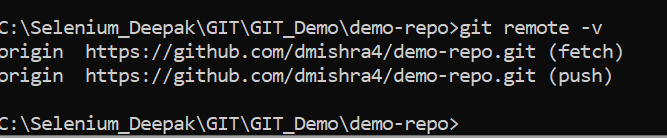 C:\Selenium_Deepak\GIT\GIT_Demo\demo-repo>git remote -v
origin  https://github.com/dmishra4/demo-repo.git (fetch)
origin  https://github.com/dmishra4/demo-repo.git (push)
C:\Selenium_Deepak\GIT\GIT_Demo\demo-repo>